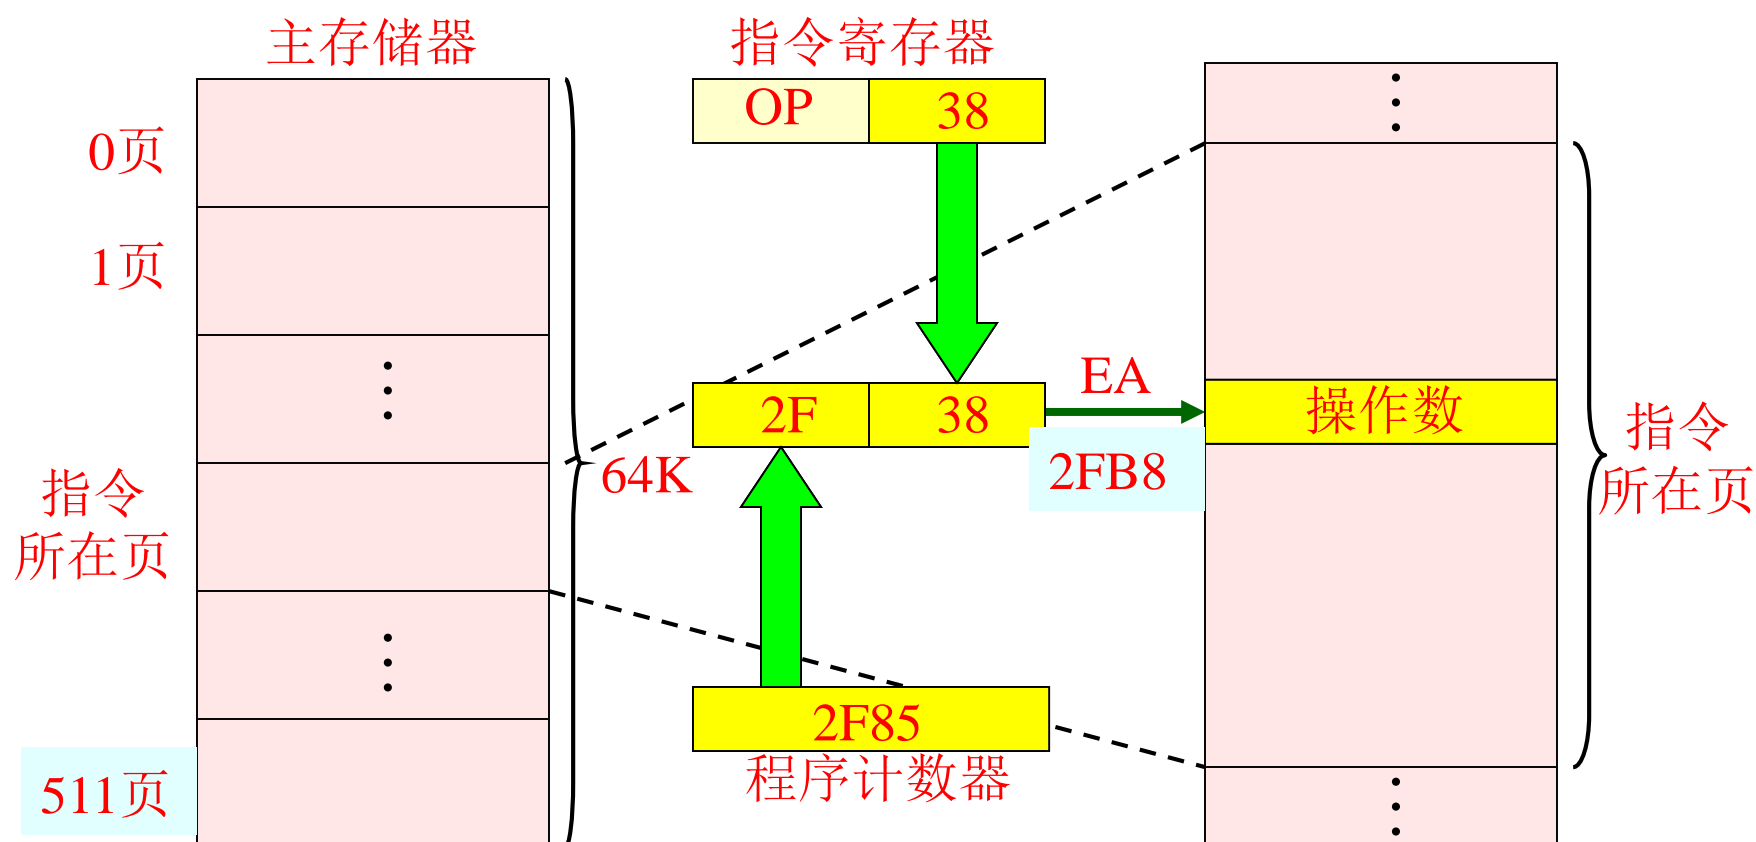 主存储器
指令寄存器
OP
38
0页
1页
EA
2F
38
操作数
64K
2FB8
指令
所在页
指令
所在页
2F85
程序计数器
511页